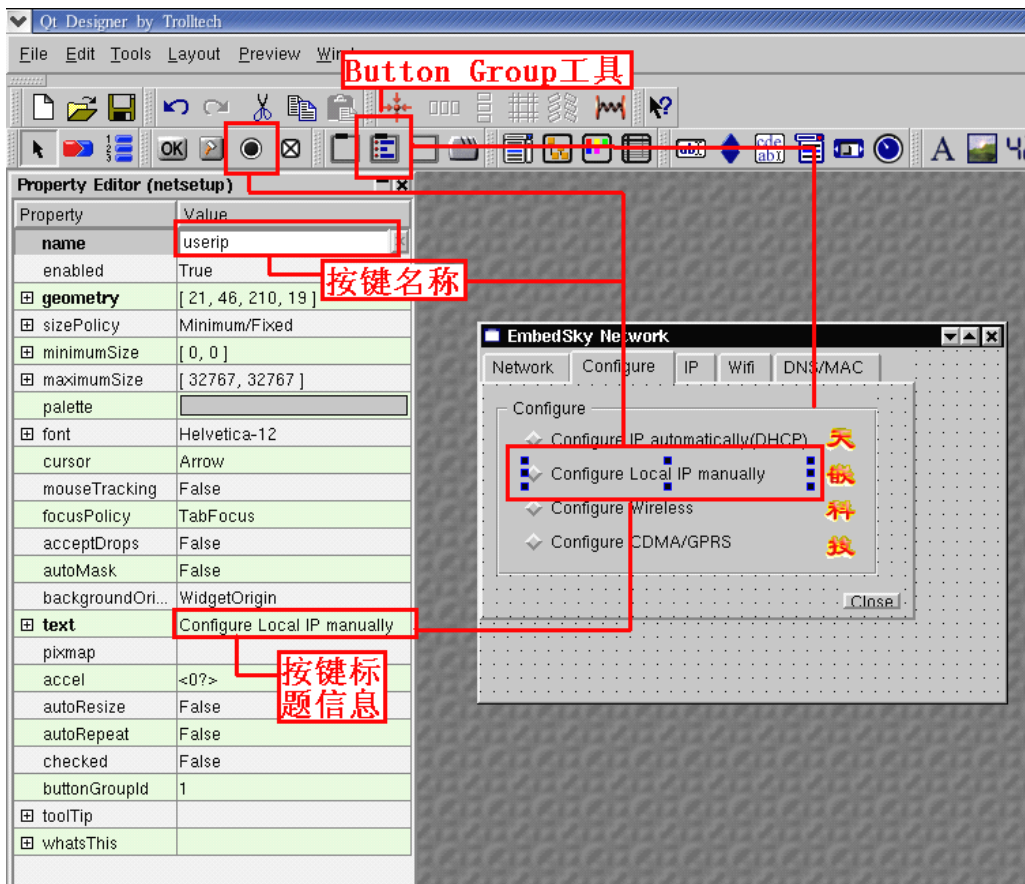 Qt Designer by Trolltech
File Edit Tools Layout Preview
Button Group工具
OK
Property Editor (netsetup)
Property Value
name userip
按键名称
enabled True
geometry [ 21, 46, 210, 19 ]
sizePolicy Minimum/Fixed
minimumSize [ 0, 0 ]
maximumSize [ 32767, 32767 ]
palette
font Helvetica-12
cursor Arrow
mouseTracking False
focusPolicy TabFocus
acceptDrops False
autoMask False
backgroundOri... WidgetOrigin
text Configure Local IP manually
pixmap
按键标
题信息
accel <0?>
autoResize False
autoRepeat False
checked False
buttonGroupId 1
toolTip
whatsThis
EmbedSky Network
Network Configure IP Wifi DNS/MAC
Configure
Configure IP automatically(DHCP) 天
Configure Local IP manually 嵌
Configure Wireless 科
Configure CDMA/GPRS 技
Close